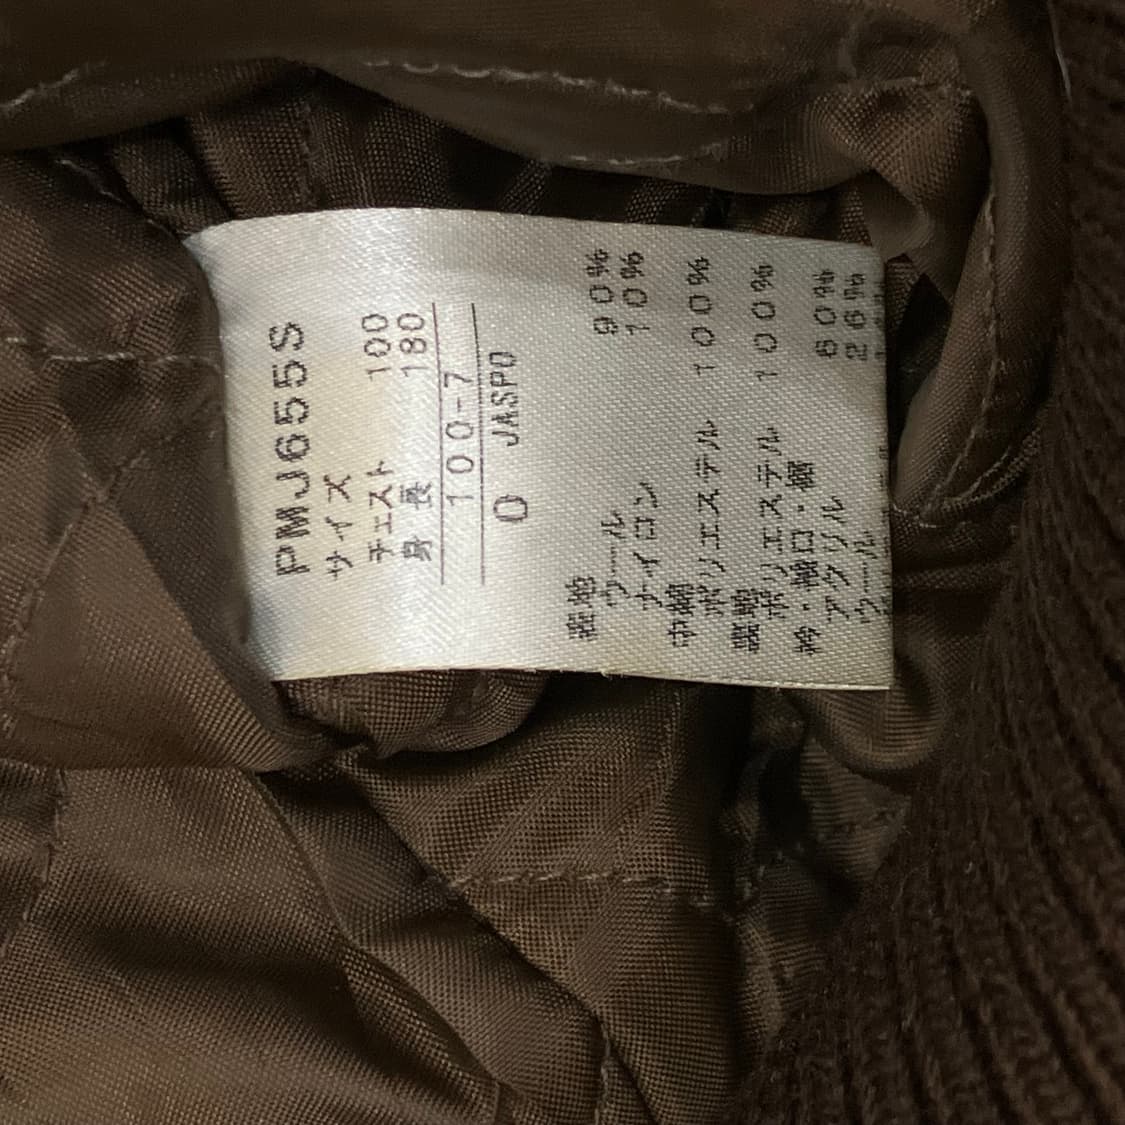 PMJ655S
サイズ
チェスト 100
身長 180
100-7
O JASPO
表地
ウール 90%
ナイロン 10%
中綿
ポリエステル 100%
裏地
ポリエステル 100%
衿・袖口・裾
アクリル 60%
ウール 26%